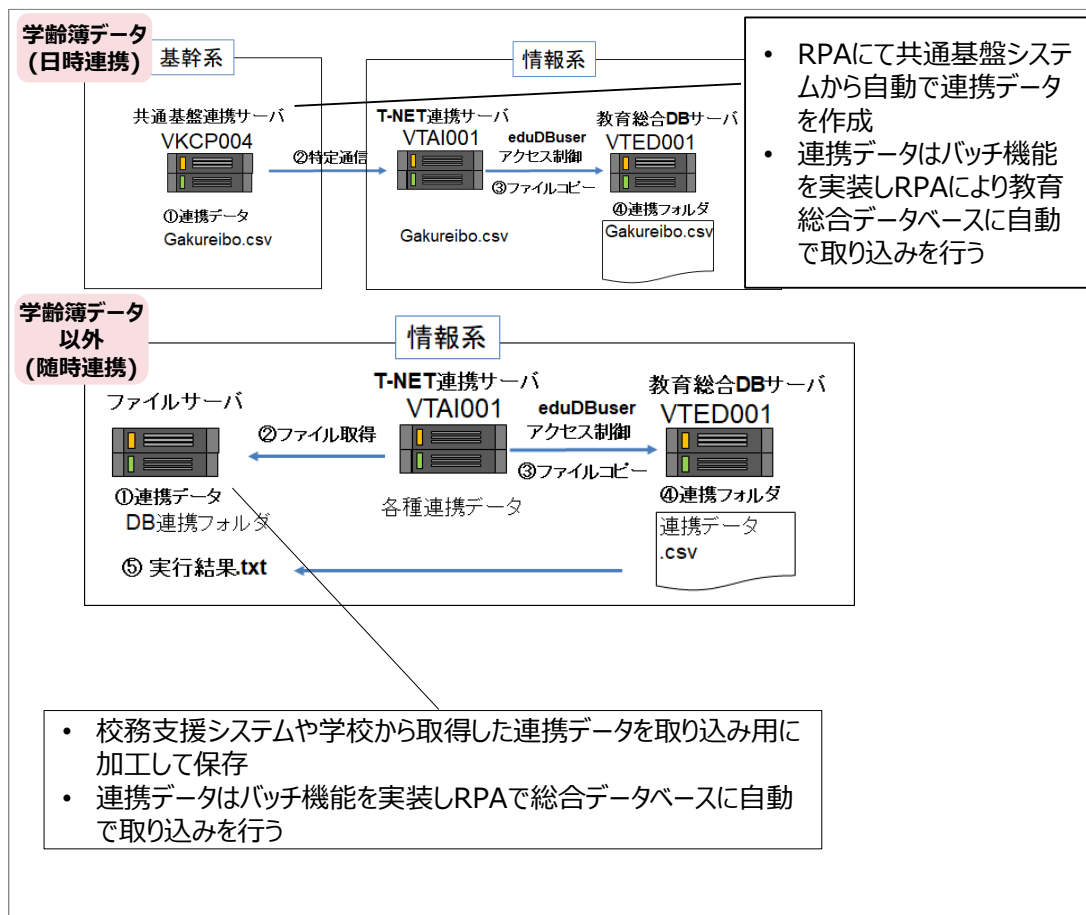 学齢簿データ
(日時連携)
基幹系
共通基盤連携サーバ
VKCP004
①連携データ
Gakureibo.csv
②特定通信
情報系
T-NET連携サーバ
VTAI001
Gakureibo.csv
eduDBuser
アクセス制御
③ファイルコピー
教育総合DBサーバ
VTED001
④連携フォルダ
Gakureibo.csv
• RPAにて共通基盤システ
ムから自動で連携データ
を作成
• 連携データはバッチ機能
を実装しRPAにより教育
総合データベースに自動
で取り込みを行う
学齢簿データ
以外
(随時連携)
情報系
ファイルサーバ
①連携データ
DB連携フォルダ
②ファイル取得
T-NET連携サーバ
VTAI001
各種連携データ
eduDBuser
アクセス制御
③ファイルコピー
教育総合DBサーバ
VTED001
④連携フォルダ
連携データ
.csv
⑤ 実行結果.txt
• 校務支援システムや学校から取得した連携データを取り込み用に
加工して保存
• 連携データはバッチ機能を実装しRPAで総合データベースに自動
で取り込みを行う